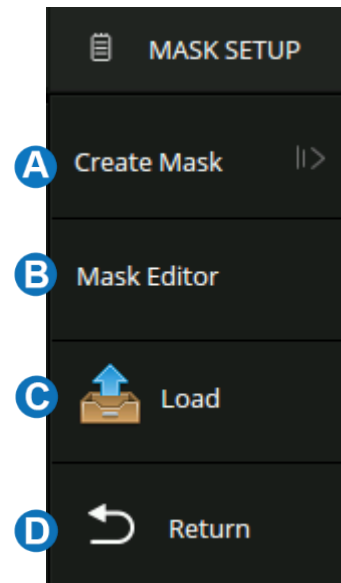 MASK SETUP
A Create Mask
B Mask Editor
C Load
D Return